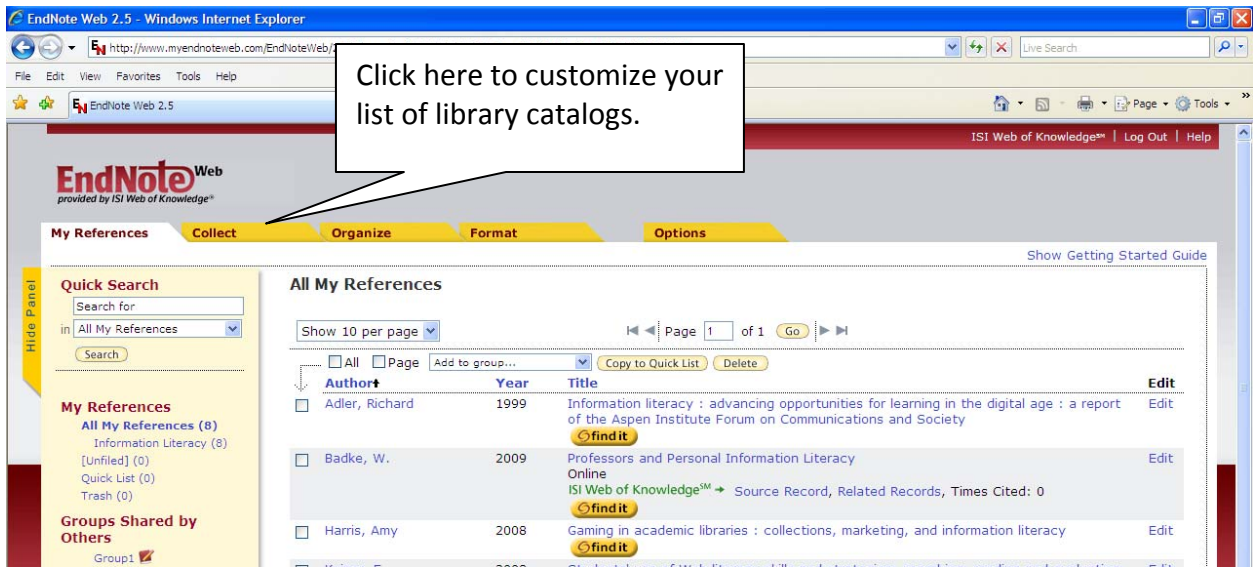 EndNote Web 2.5 - Windows Internet Explorer
http://www.myendnoteweb.com/EndNoteWeb/
Live Search
File Edit View Favorites Tools Help
EndNote Web 2.5
Page Tools
Click here to customize your
list of library catalogs.
ISI Web of Knowledge℠ | Log Out | Help
EndNote Web
provided by ISI Web of Knowledge®
My References Collect Organize Format Options
Show Getting Started Guide
Hide Panel
Quick Search
Search for
in All My References
Search
My References
All My References (8)
Information Literacy (8)
[Unfiled] (0)
Quick List (0)
Trash (0)
Groups Shared by
Others
Group1
All My References
Show 10 per page
Page 1 of 1 Go
All Page Add to group... Copy to Quick List Delete
Author Year Title Edit
Adler, Richard 1999 Information literacy : advancing opportunities for learning in the digital age : a report Edit
of the Aspen Institute Forum on Communications and Society
find it
Badke, W. 2009 Professors and Personal Information Literacy Edit
Online
ISI Web of Knowledge℠ → Source Record, Related Records, Times Cited: 0
find it
Harris, Amy 2008 Gaming in academic libraries : collections, marketing, and information literacy Edit
find it